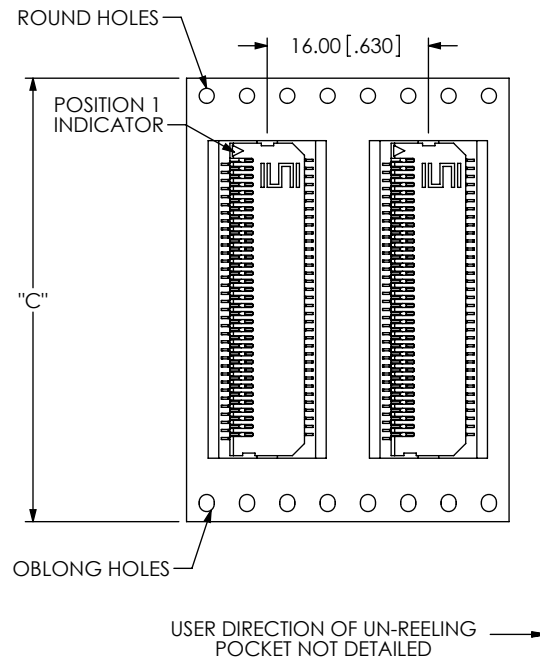 ROUND HOLES
16.00 [.630]
POSITION 1
INDICATOR
"C"
OBLONG HOLES
USER DIRECTION OF UN-REELING
POCKET NOT DETAILED